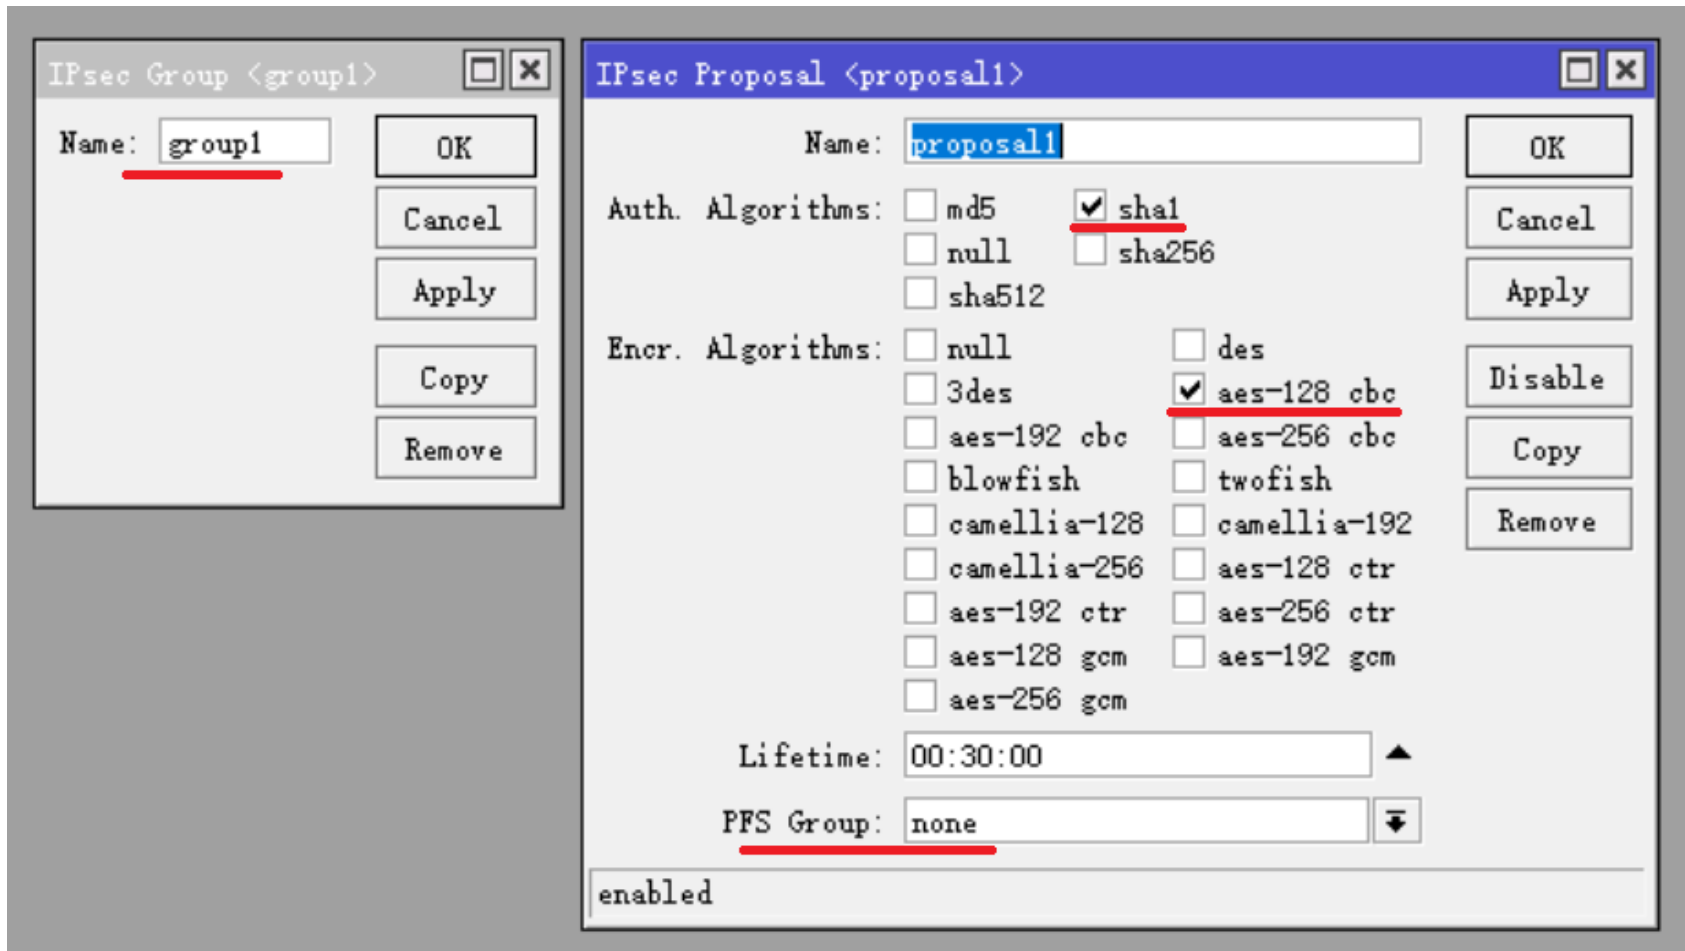 IPsec Group <group1>
Name: group1
OK
Cancel
Apply
Copy
Remove
IPsec Proposal <proposal1>
Name: proposal1
Auth. Algorithms: md5 sha1
null sha256
sha512
Encr. Algorithms: null des
3des aes-128 cbc
aes-192 cbc aes-256 cbc
blowfish twofish
camellia-128 camellia-192
camellia-256 aes-128 ctr
aes-192 ctr aes-256 ctr
aes-128 gcm aes-192 gcm
aes-256 gcm
Lifetime: 00:30:00
PFS Group: none
OK
Cancel
Apply
Disable
Copy
Remove
enabled